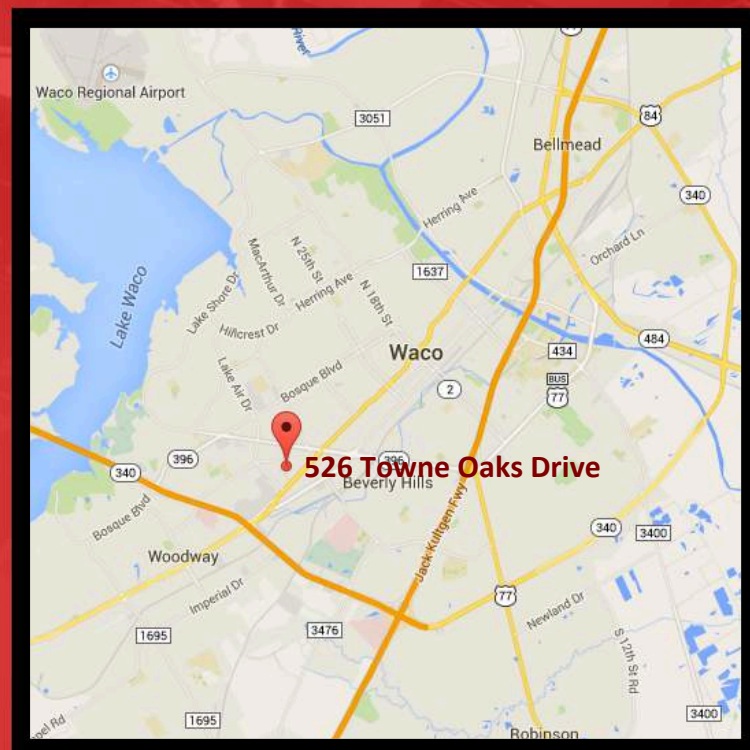 River
Waco Regional Airport
3051
84
Bellmead
340
Herring Ave
Orchard Ln
1637
MacArthur Dr
N 25th St
Herring Ave
N 18th St
Lake Shore Dr
Lake Waco
Hillcrest Dr
484
434
Waco
BUS
77
Lake Air Dr
Bosque Blvd
2
396
396
526 Towne Oaks Drive
340
Beverly Hills
Bosque Blvd
Jack Kultgen Fwy
340
3400
Woodway
Imperial Dr
77
Newland Dr
1695
3476
S 12th St Rd
1695
3400
Robinson